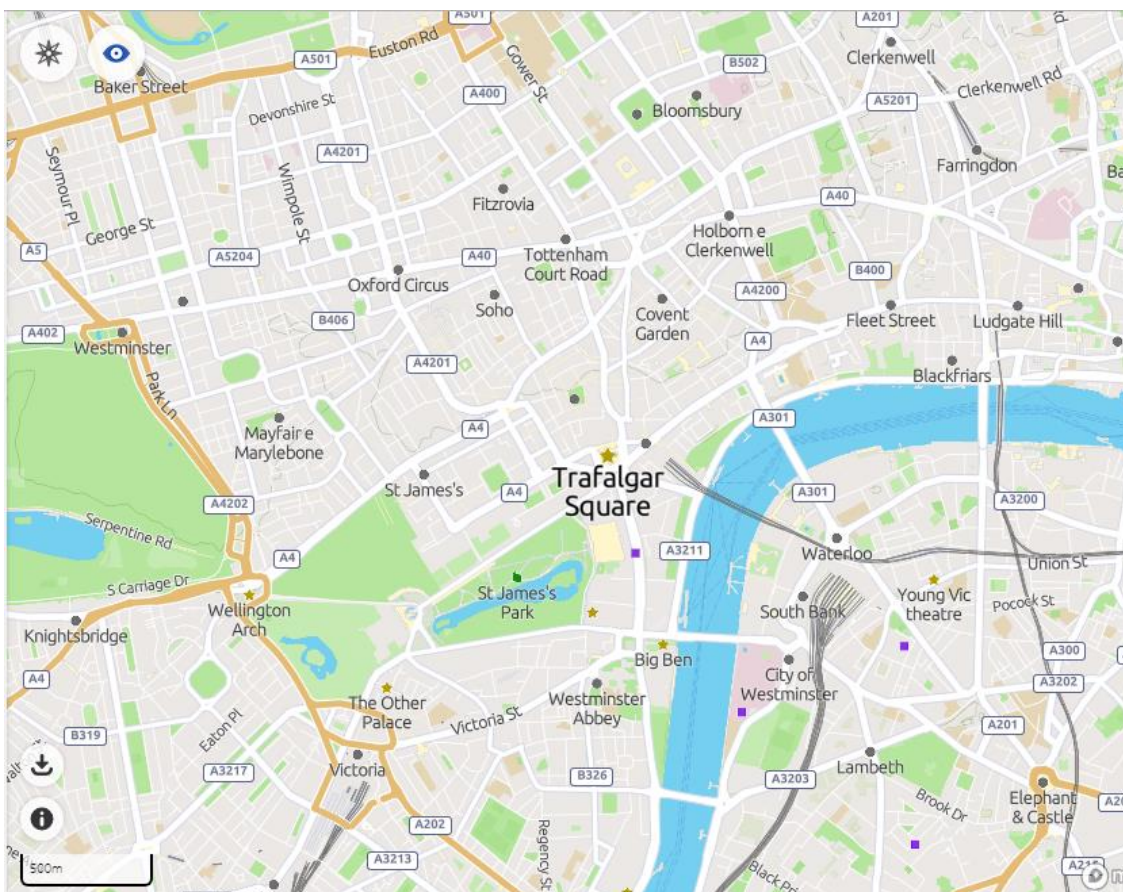 A501
A201
Euston Rd
Gower St
Clerkenwell
A501
B502
Baker Street
A400
Clerkenwell Rd
Devonshire St
Bloomsbury
A5201
A4201
Seymour Pl
Wimpole St
Farringdon
Fitzrovia
A40
George St
Holborn e
Clerkenwell
A5
A5204
A40
Tottenham
Court Road
B400
Oxford Circus
A4200
Soho
Covent
Garden
Fleet Street
Ludgate Hill
B406
A402
Westminster
A4
A4201
Blackfriars
Park Ln
A301
Mayfair e
Marylebone
A4
St James's
Trafalgar
Square
A4
A301
A3200
A4202
Serpentine Rd
Waterloo
A4
A3211
Union St
S Carriage Dr
St James's
Park
Young Vic
theatre
Wellington
Arch
South Bank
Pocock St
Knightsbridge
A300
Big Ben
A4
City of
Westminster
A3202
The Other
Palace
Westminster
Abbey
Victoria St
Eaton Pl
A201
B319
Victoria
A3217
B326
A3203
Lambeth
Elephant
& Castle
Brook Dr
A202
Regency St
A3213
500m